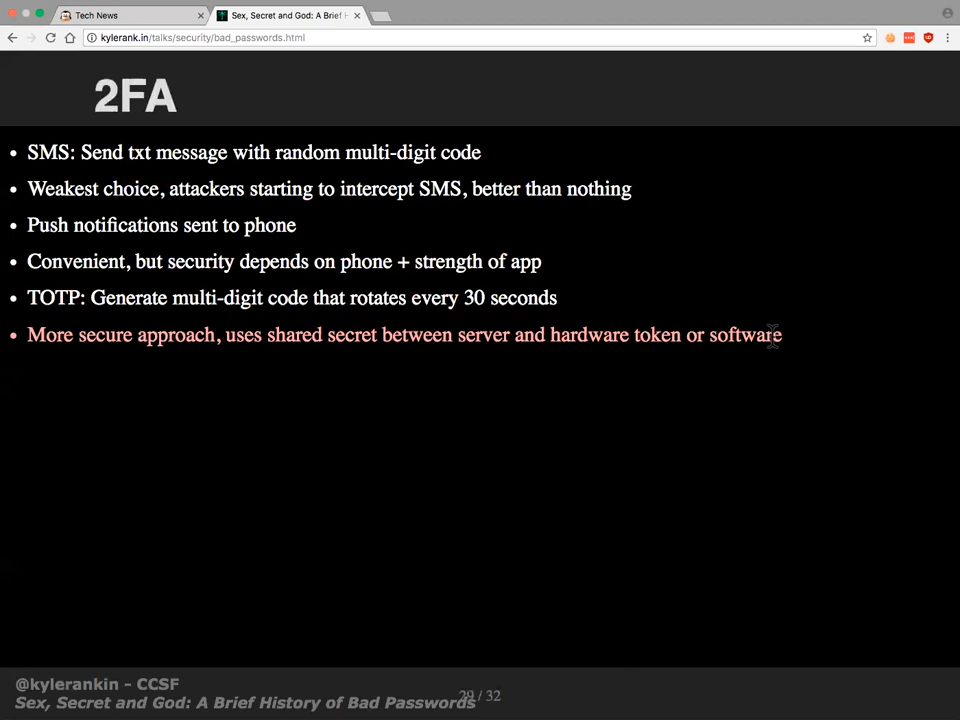 Tech News
Sex, Secret and God: A Brief H
kylerank.in/talks/security/bad_passwords.html
2FA
• SMS: Send txt message with random multi-digit code
• Weakest choice, attackers starting to intercept SMS, better than nothing
• Push notifications sent to phone
• Convenient, but security depends on phone + strength of app
• TOTP: Generate multi-digit code that rotates every 30 seconds
• More secure approach, uses shared secret between server and hardware token or software
@kylerankin – CCSF
Sex, Secret and God: A Brief History of Bad Passwords
29 / 32